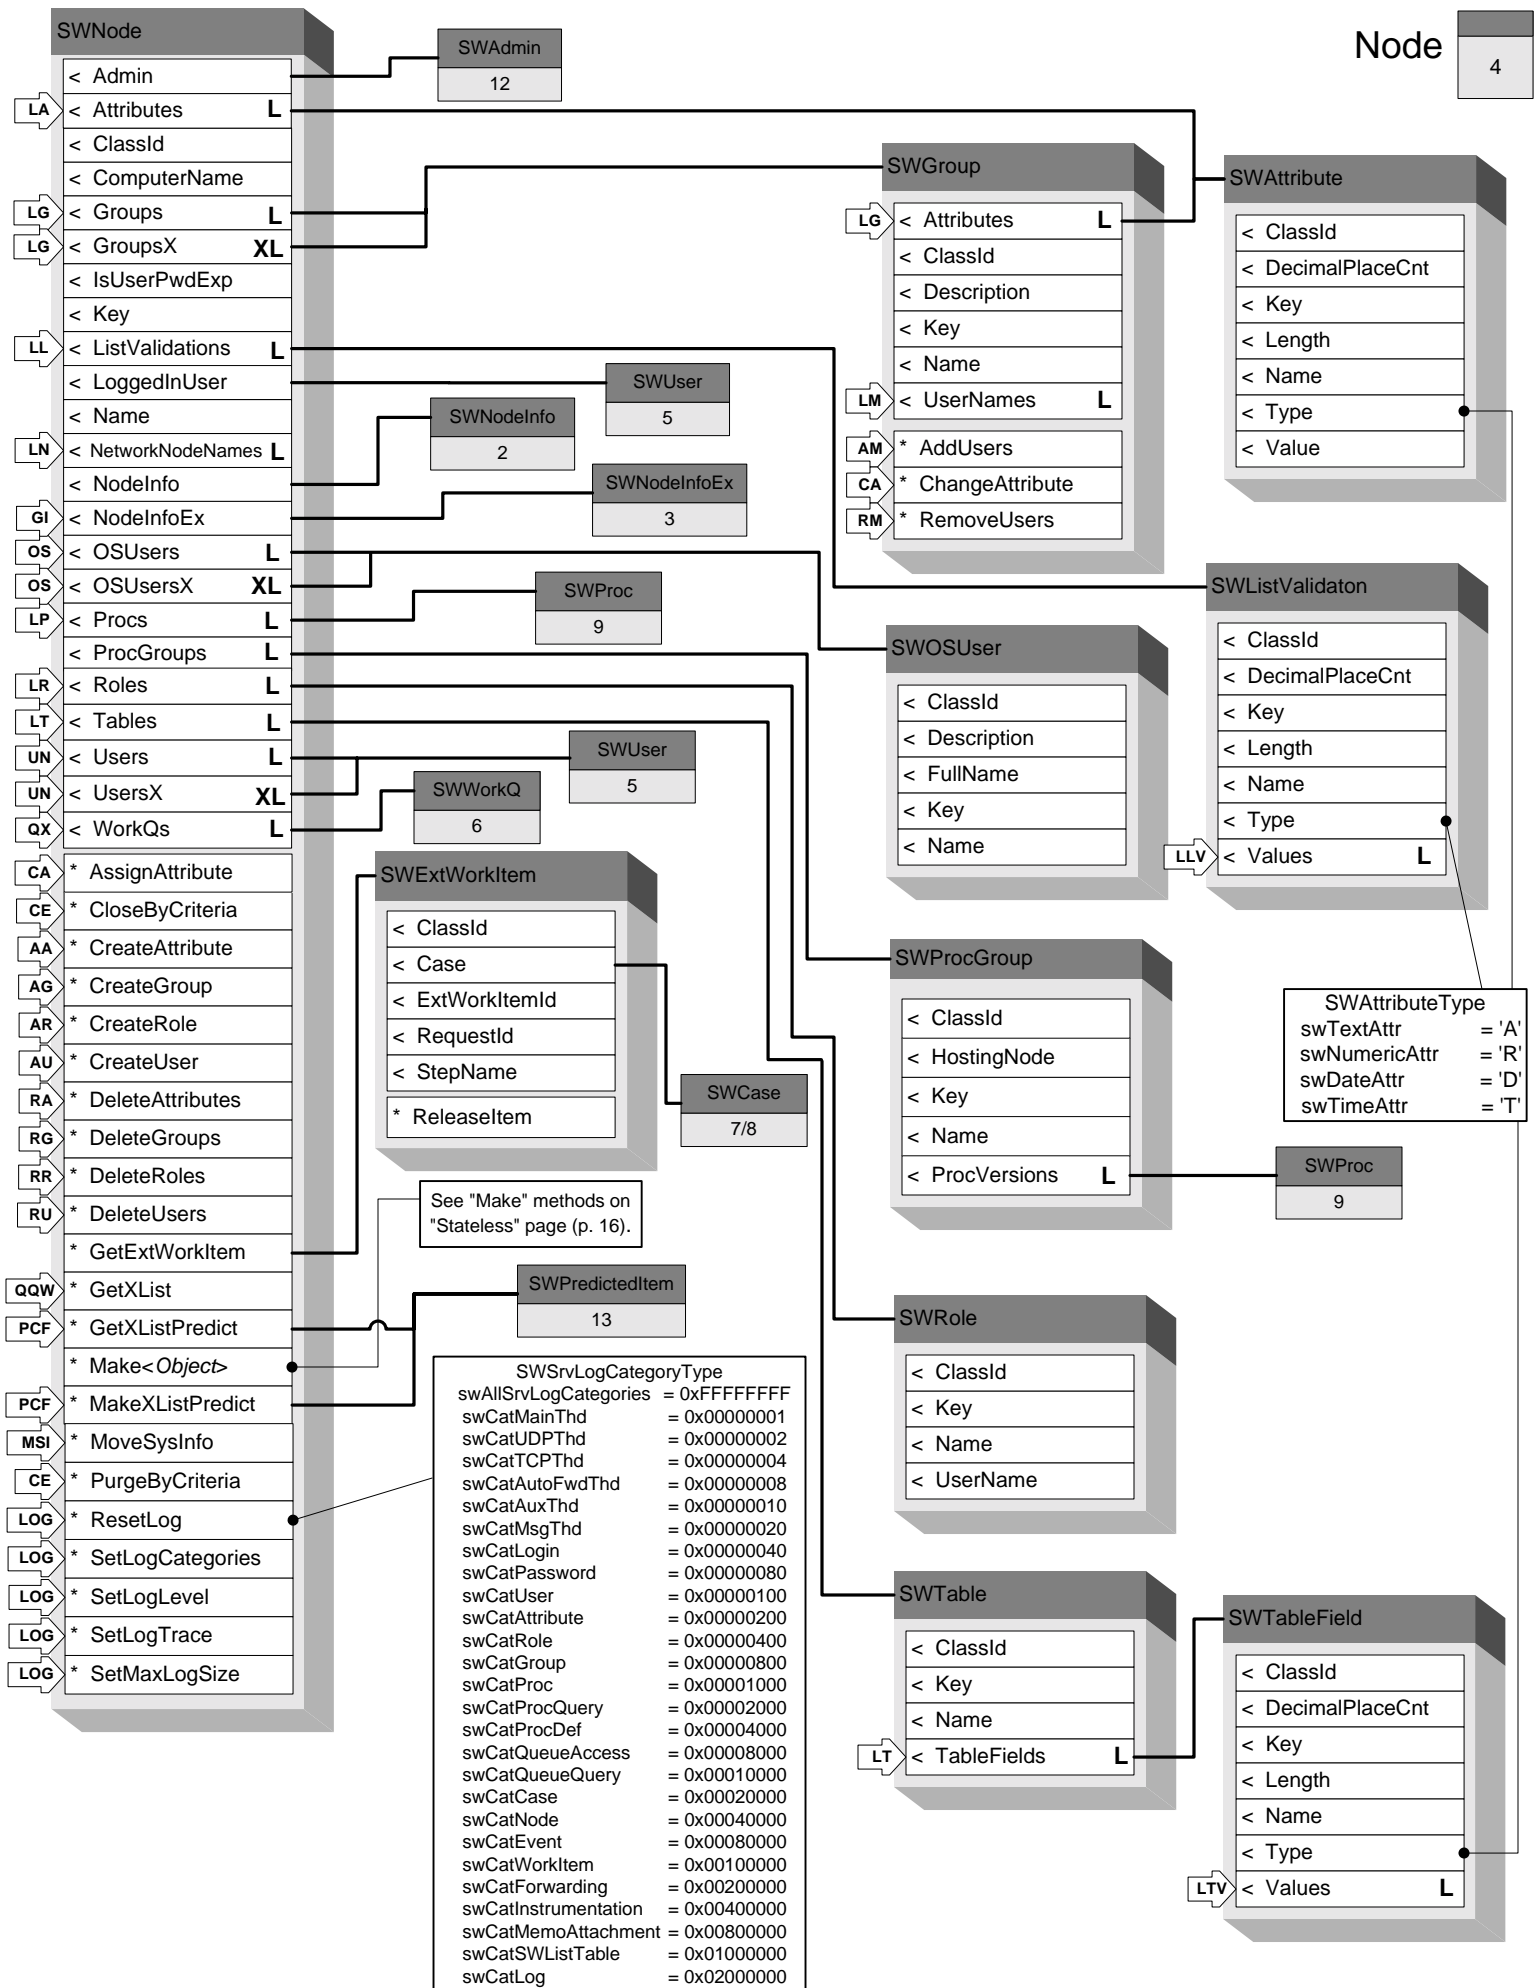 Node
4
SWNode
< Admin
LA < Attributes L
< ClassId
< ComputerName
LG < Groups L
LG < GroupsX XL
< IsUserPwdExp
< Key
LL < ListValidations L
< LoggedInUser
< Name
LN < NetworkNodeNames L
< NodeInfo
GI < NodeInfoEx
OS < OSUsers L
OS < OSUsersX XL
LP < Procs L
< ProcGroups L
LR < Roles L
LT < Tables L
UN < Users L
UN < UsersX XL
QX < WorkQs L
CA * AssignAttribute
CE * CloseByCriteria
AA * CreateAttribute
AG * CreateGroup
AR * CreateRole
AU * CreateUser
RA * DeleteAttributes
RG * DeleteGroups
RR * DeleteRoles
RU * DeleteUsers
* GetExtWorkItem
QQW * GetXList
PCF * GetXListPredict
* Make<Object>
PCF * MakeXListPredict
MSI * MoveSysInfo
CE * PurgeByCriteria
LOG * ResetLog
LOG * SetLogCategories
LOG * SetLogLevel
LOG * SetLogTrace
LOG * SetMaxLogSize
SWAdmin
12
SWUser
5
SWNodeInfo
2
SWNodeInfoEx
3
SWProc
9
SWUser
5
SWWorkQ
6
SWExtWorkItem
< ClassId
< Case
< ExtWorkItemId
< RequestId
< StepName
* ReleaseItem
SWCase
7/8
See "Make" methods on
"Stateless" page (p. 16).
SWPredictedItem
13
SWSrvLogCategoryType
swAllSrvLogCategories = 0xFFFFFFFF
swCatMainThd = 0x00000001
swCatUDPThd = 0x00000002
swCatTCPThd = 0x00000004
swCatAutoFwdThd = 0x00000008
swCatAuxThd = 0x00000010
swCatMsgThd = 0x00000020
swCatLogin = 0x00000040
swCatPassword = 0x00000080
swCatUser = 0x00000100
swCatAttribute = 0x00000200
swCatRole = 0x00000400
swCatGroup = 0x00000800
swCatProc = 0x00001000
swCatProcQuery = 0x00002000
swCatProcDef = 0x00004000
swCatQueueAccess = 0x00008000
swCatQueueQuery = 0x00010000
swCatCase = 0x00020000
swCatNode = 0x00040000
swCatEvent = 0x00080000
swCatWorkItem = 0x00100000
swCatForwarding = 0x00200000
swCatInstrumentation = 0x00400000
swCatMemoAttachment = 0x00800000
swCatSWListTable = 0x01000000
swCatLog = 0x02000000
SWGroup
LG < Attributes L
< ClassId
< Description
< Key
< Name
LM < UserNames L
AM * AddUsers
CA * ChangeAttribute
RM * RemoveUsers
SWAttribute
< ClassId
< DecimalPlaceCnt
< Key
< Length
< Name
< Type
< Value
SWOSUser
< ClassId
< Description
< FullName
< Key
< Name
SWListValidaton
< ClassId
< DecimalPlaceCnt
< Key
< Length
< Name
< Type
LLV < Values L
SWProcGroup
< ClassId
< HostingNode
< Key
< Name
< ProcVersions L
SWAttributeType
swTextAttr = 'A'
swNumericAttr = 'R'
swDateAttr = 'D'
swTimeAttr = 'T'
SWProc
9
SWRole
< ClassId
< Key
< Name
< UserName
SWTable
< ClassId
< Key
< Name
LT < TableFields L
SWTableField
< ClassId
< DecimalPlaceCnt
< Key
< Length
< Name
< Type
LTV < Values L